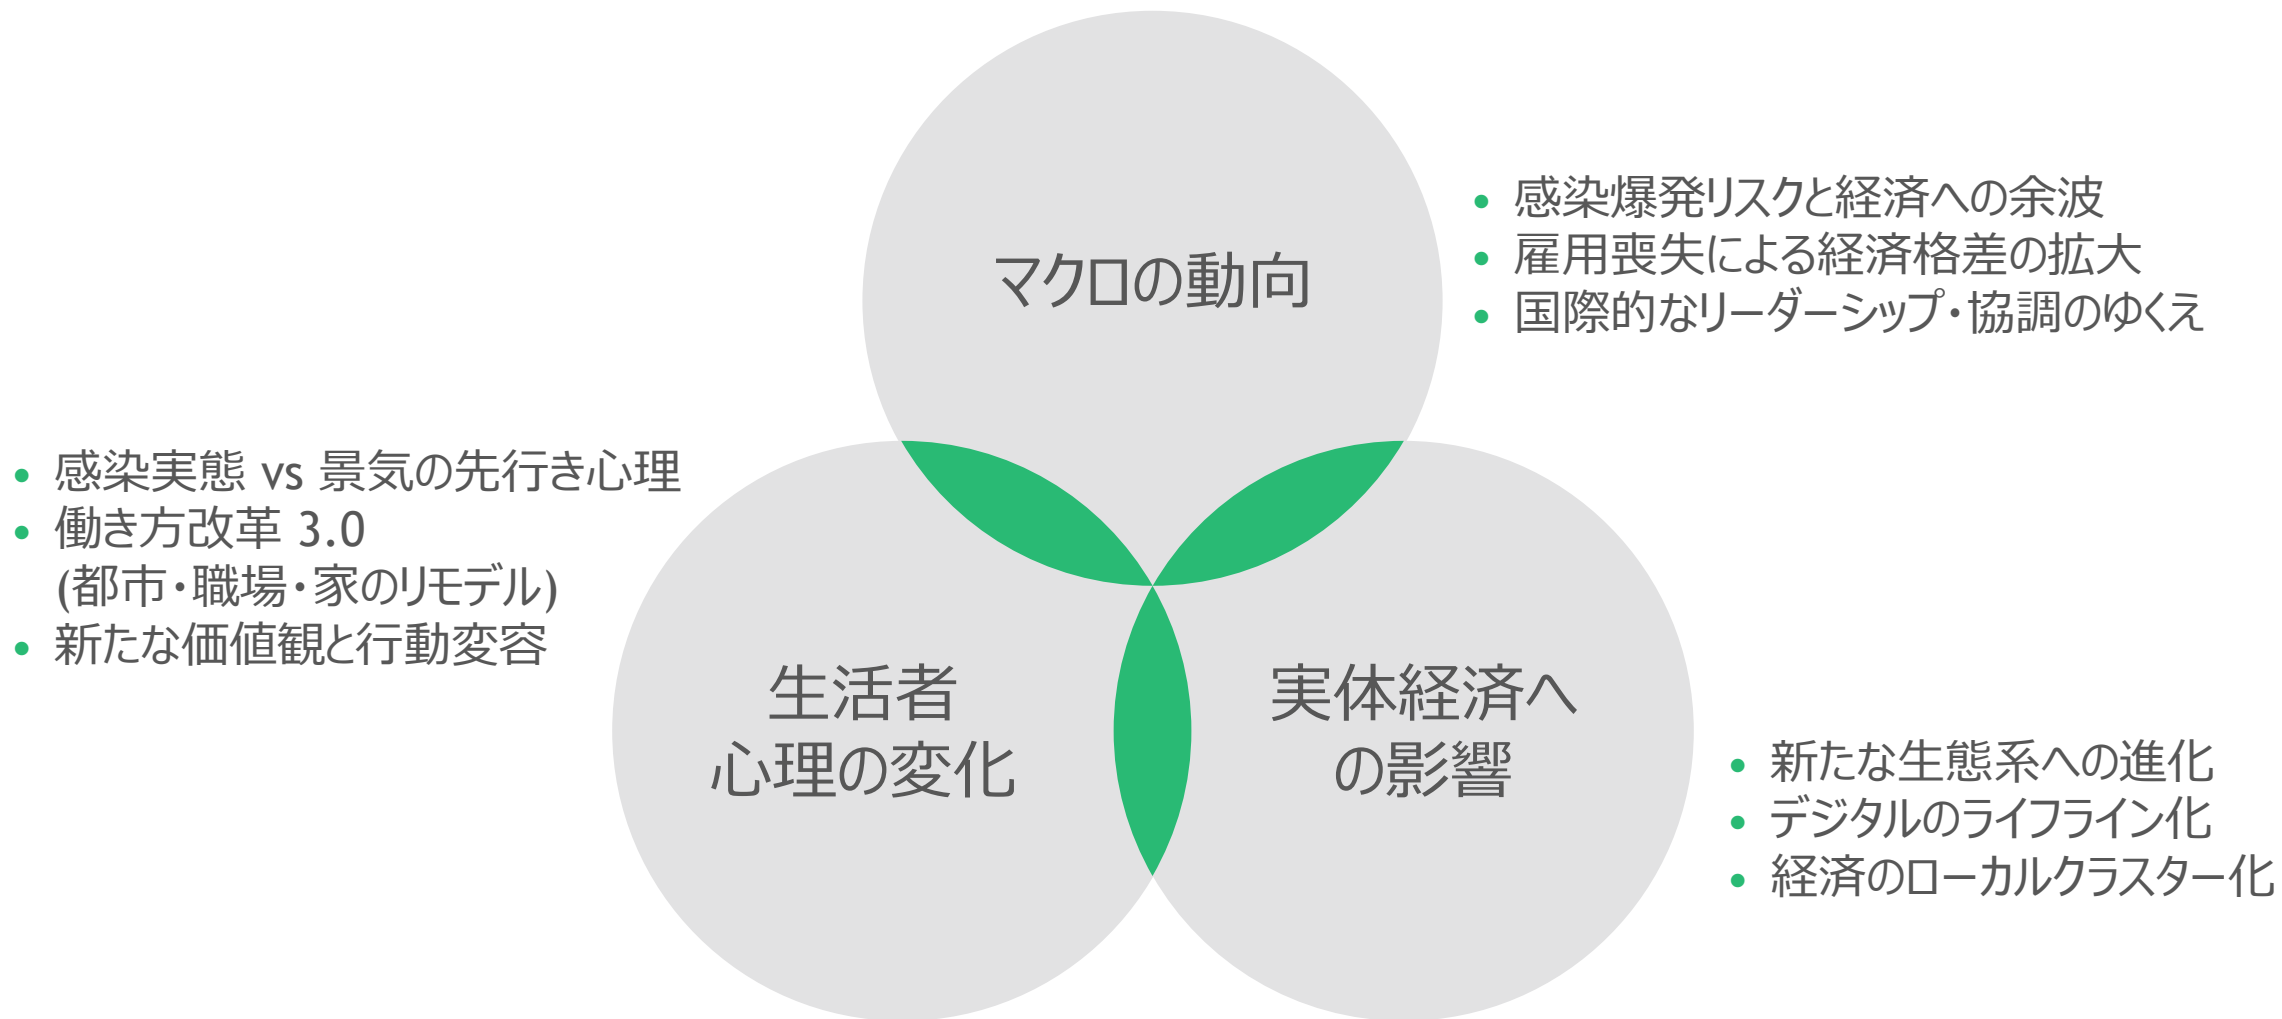 マクロの動向
• 感染爆発リスクと経済への余波
• 雇用喪失による経済格差の拡大
• 国際的なリーダーシップ・協調のゆくえ
• 感染実態 vs 景気の先行き心理
• 働き方改革 3.0
(都市・職場・家のリモデル)
• 新たな価値観と行動変容
生活者
心理の変化
実体経済へ
の影響
• 新たな生態系への進化
• デジタルのライフライン化
• 経済のローカルクラスター化